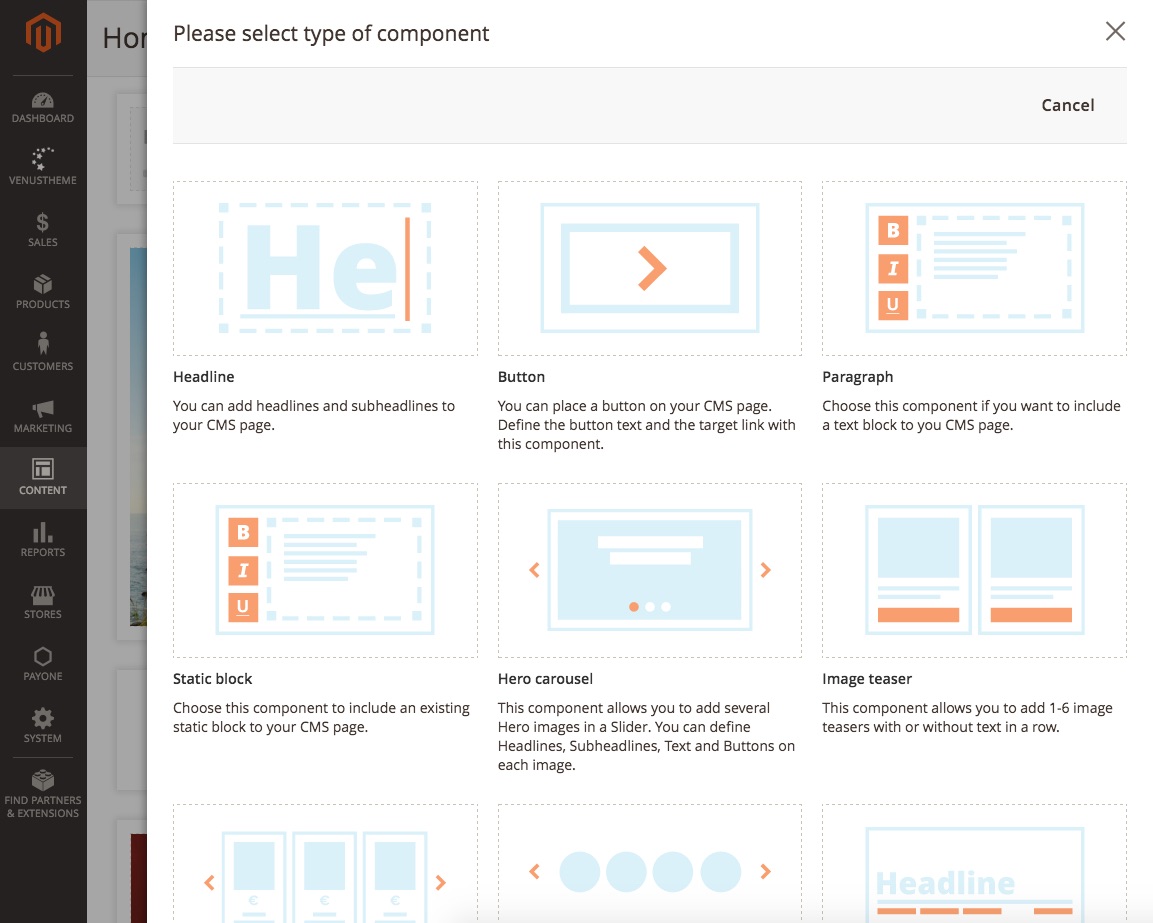 Hor
Please select type of component
Cancel
DASHBOARD
VENUSTHEME
$
SALES
PRODUCTS
CUSTOMERS
MARKETING
CONTENT
REPORTS
STORES
PAYONE
SYSTEM
FIND PARTNERS
& EXTENSIONS
He
B
I
U
Headline
You can add headlines and subheadlines to
your CMS page.
Button
You can place a button on your CMS page.
Define the button text and the target link with
this component.
Paragraph
Choose this component if you want to include
a text block to you CMS page.
B
I
U
Static block
Choose this component to include an existing
static block to your CMS page.
Hero carousel
This component allows you to add several
Hero images in a Slider. You can define
Headlines, Subheadlines, Text and Buttons on
each image.
Image teaser
This component allows you to add 1-6 image
teasers with or without text in a row.
€ € €
Headline